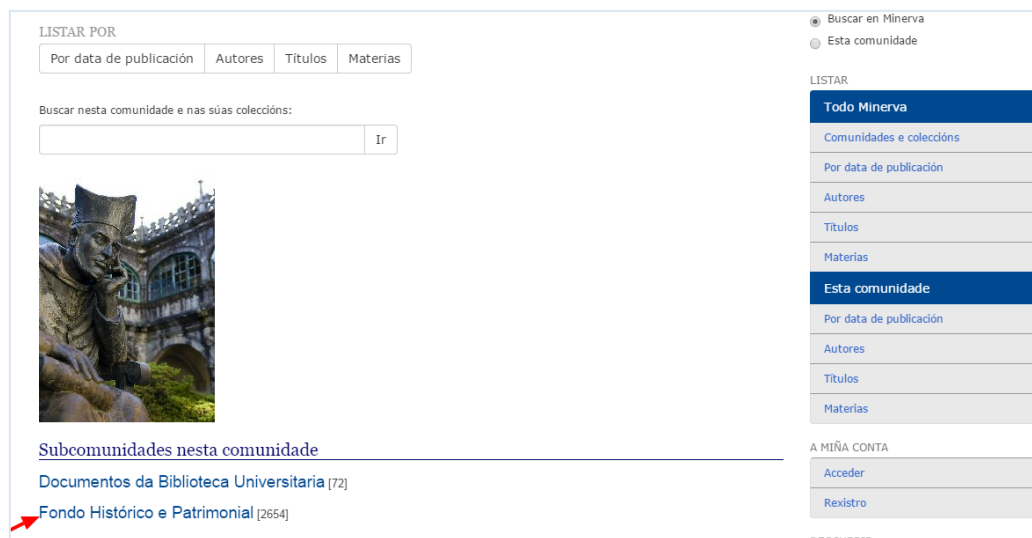 LISTAR POR
Por data de publicación Autores Títulos Materias
Buscar nesta comunidade e nas súas coleccións:
Ir
Subcomunidades nesta comunidade
Documentos da Biblioteca Universitaria [72]
Fondo Histórico e Patrimonial [2654]
Buscar en Minerva
Esta comunidade
LISTAR
Todo Minerva
Comunidades e coleccións
Por data de publicación
Autores
Títulos
Materias
Esta comunidade
Por data de publicación
Autores
Títulos
Materias
A MIÑA CONTA
Acceder
Rexistro